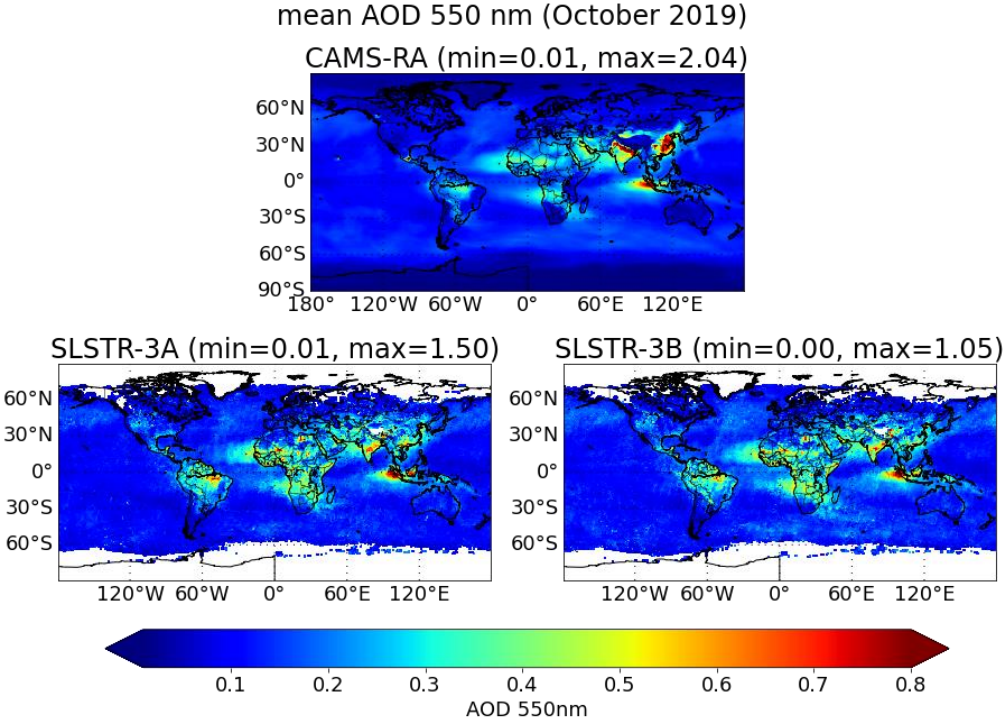 mean AOD 550 nm (October 2019)
CAMS-RA (min=0.01, max=2.04)
60°N
30°N
0°
30°S
60°S
90°S
180° 120°W 60°W 0° 60°E 120°E
SLSTR-3A (min=0.01, max=1.50) SLSTR-3B (min=0.00, max=1.05)
60°N 60°N
30°N 30°N
0° 0°
30°S 30°S
60°S 60°S
120°W 60°W 0° 60°E 120°E 120°W 60°W 0° 60°E 120°E
0.1 0.2 0.3 0.4 0.5 0.6 0.7 0.8
AOD 550nm